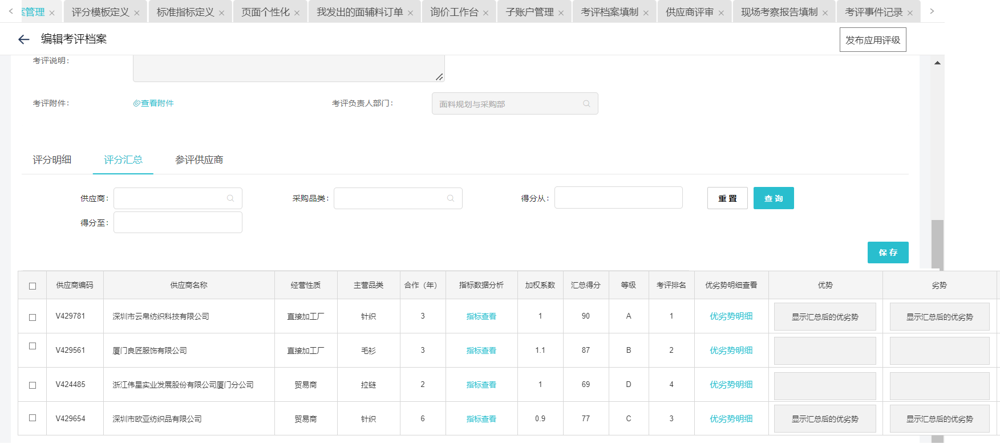 案管理 评分模板定义 标准指标定义 页面个性化 我发出的面辅料订单 询价工作台 子账户管理 考评档案填制 供应商评审 现场考察报告填制 考评事件记录
编辑考评档案 发布应用评级
考评说明：
考评附件： 查看附件 考评负责人部门： 面料规划与采购部
评分明细 评分汇总 参评供应商
供应商： 采购品类： 得分从： 重置 查询
得分至：
保存
供应商编码 供应商名称 经营性质 主营品类 合作（年） 指标数据分析 加权系数 汇总得分 等级 考评排名 优劣势明细查看 优势 劣势
V429781 深圳市云帛纺织科技有限公司 直接加工厂 针织 3 指标查看 1 90 A 1 优劣势明细 显示汇总后的优劣势 显示汇总后的优劣势
V429561 厦门良匠服饰有限公司 直接加工厂 毛衫 3 指标查看 1.1 87 B 2 优劣势明细
V424485 浙江伟星实业发展股份有限公司厦门分公司 贸易商 拉链 2 指标查看 1 69 D 4 优劣势明细
V429654 深圳市欧亚纺织品有限公司 贸易商 针织 6 指标查看 0.9 77 C 3 优劣势明细 显示汇总后的优劣势 显示汇总后的优劣势